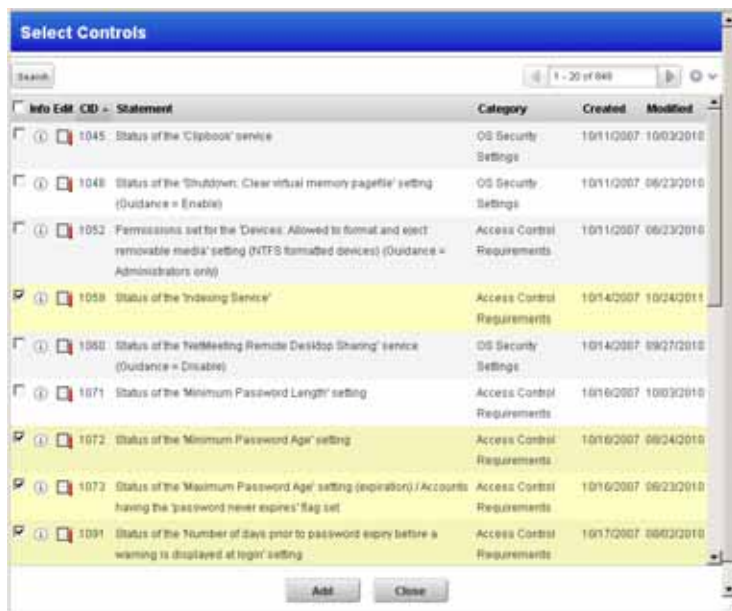 Select Controls
Search
1 - 20 of 849
Info Edit CID Statement Category Created Modified
1045 Status of the 'Clipbook' service OS Security 10/11/2007 10/03/2010
Settings
1048 Status of the 'Shutdown: Clear virtual memory pagefile' setting OS Security 10/11/2007 06/23/2010
(Guidance = Enable) Settings
1052 Permissions set for the 'Devices: Allowed to format and eject Access Control 10/11/2007 06/23/2010
removable media' setting (NTFS formatted devices) (Guidance = Requirements
Administrators only)
1059 Status of the 'Indexing Service' Access Control 10/14/2007 10/24/2011
Requirements
1060 Status of the 'NetMeeting Remote Desktop Sharing' service OS Security 10/14/2007 09/27/2010
(Guidance = Disable) Settings
1071 Status of the 'Minimum Password Length' setting Access Control 10/16/2007 10/03/2010
Requirements
1072 Status of the 'Minimum Password Age' setting Access Control 10/16/2007 08/24/2010
Requirements
1073 Status of the 'Maximum Password Age' setting (expiration) / Accounts Access Control 10/16/2007 06/23/2010
having the 'password never expires' flag set Requirements
1091 Status of the 'Number of days prior to password expiry before a Access Control 10/17/2007
warning is displayed at login' setting Requirements
Add Close